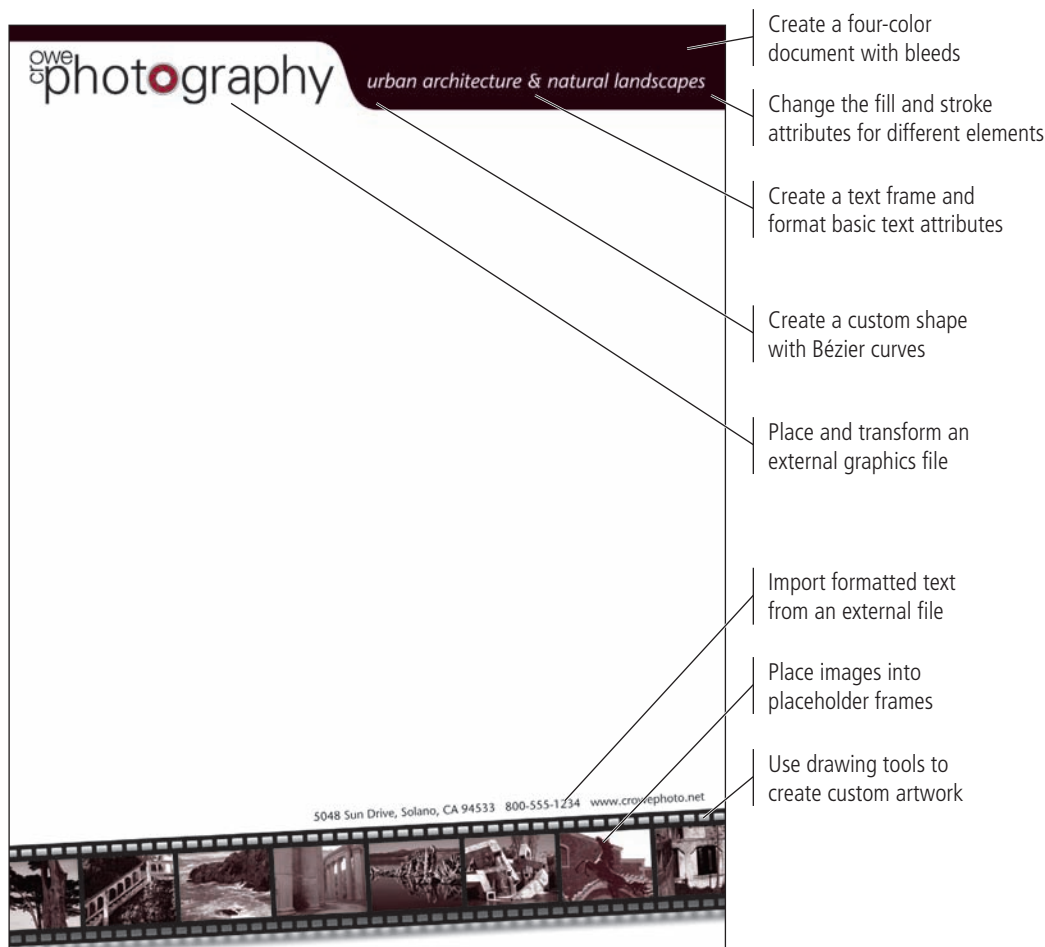 crowe
photography
urban architecture & natural landscapes
Create a four-color
document with bleeds
Change the fill and stroke
attributes for different elements
Create a text frame and
format basic text attributes
Create a custom shape
with Bézier curves
Place and transform an
external graphics file
Import formatted text
from an external file
Place images into
placeholder frames
Use drawing tools to
create custom artwork
5048 Sun Drive, Solano, CA 94533 800-555-1234 www.crowephoto.net